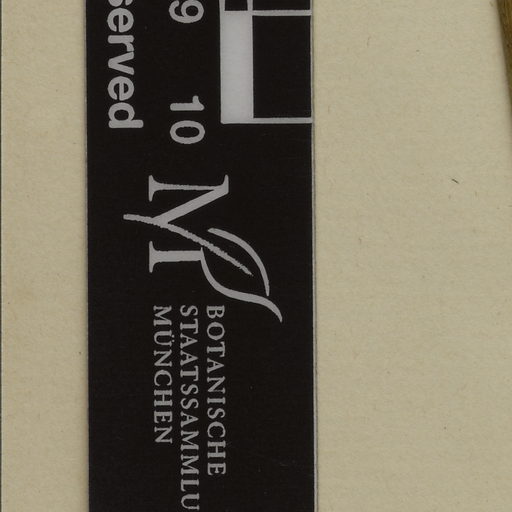 served
9 10
BOTANISCHE
STAATSSAMMLU
MÜNCHEN